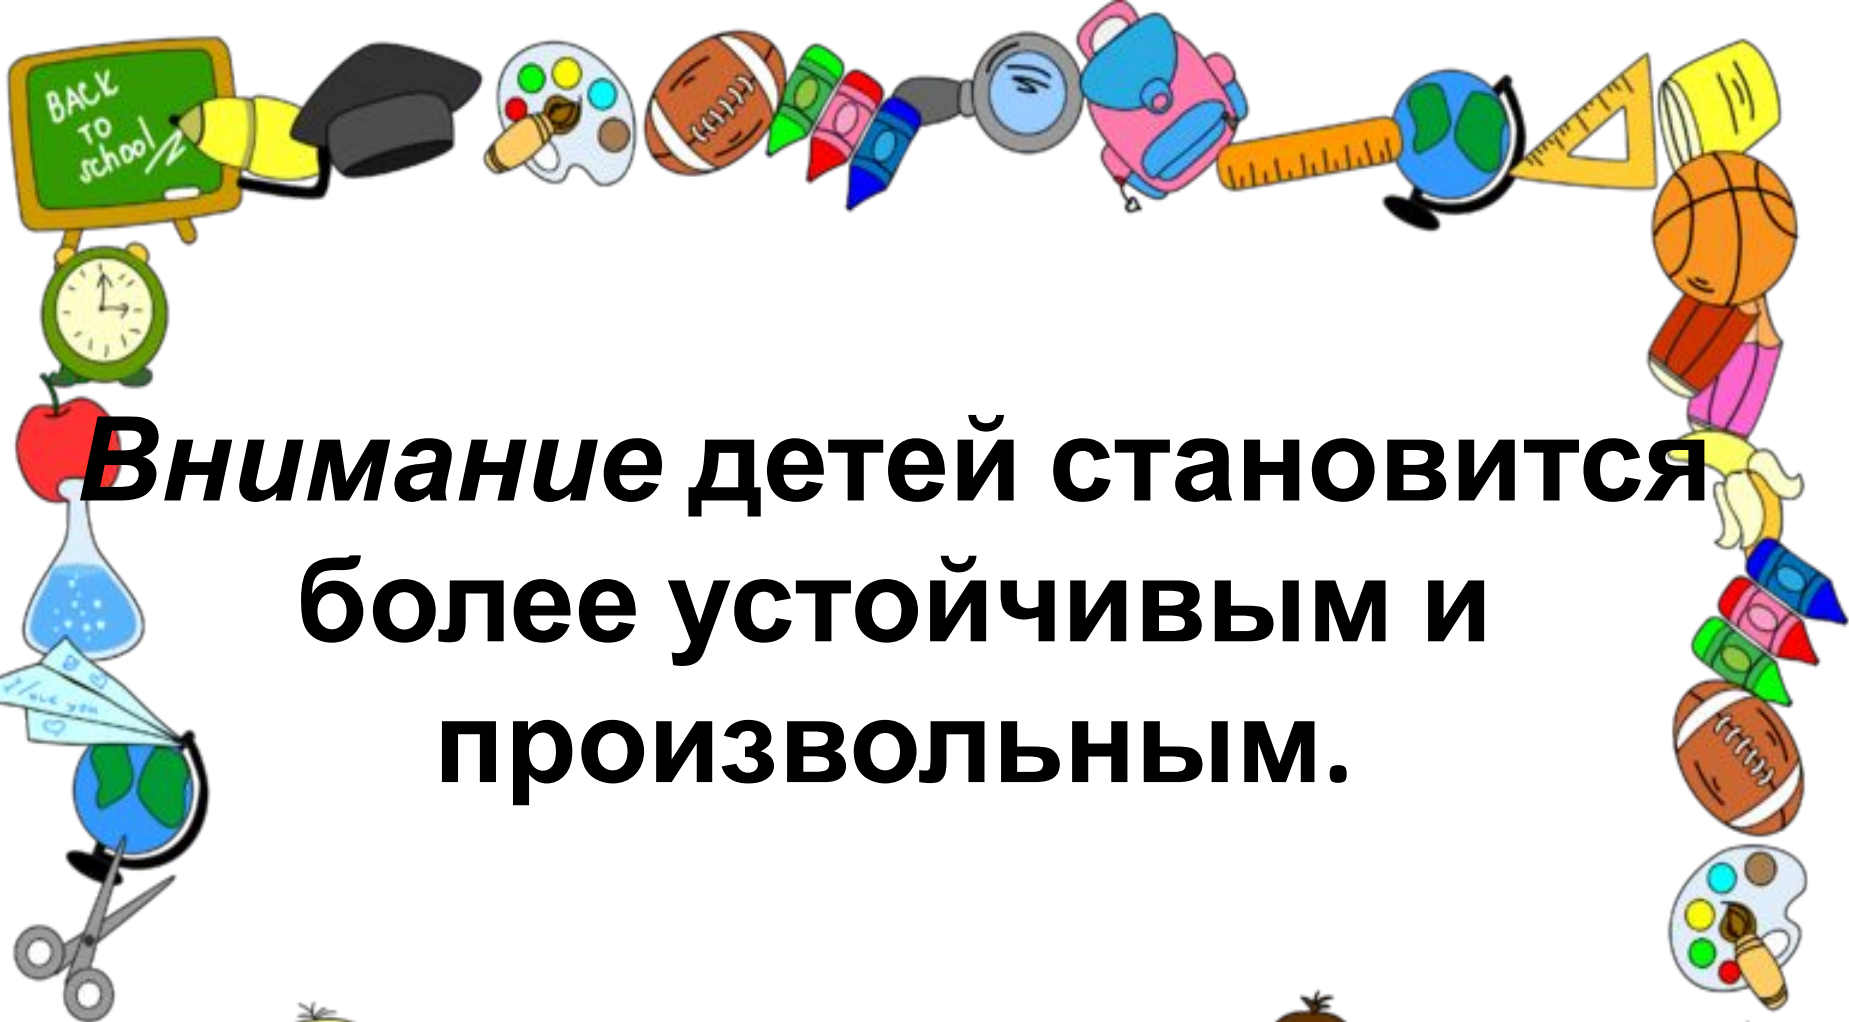 BACK
TO
school
Внимание детей становится
более устойчивым и
произвольным.